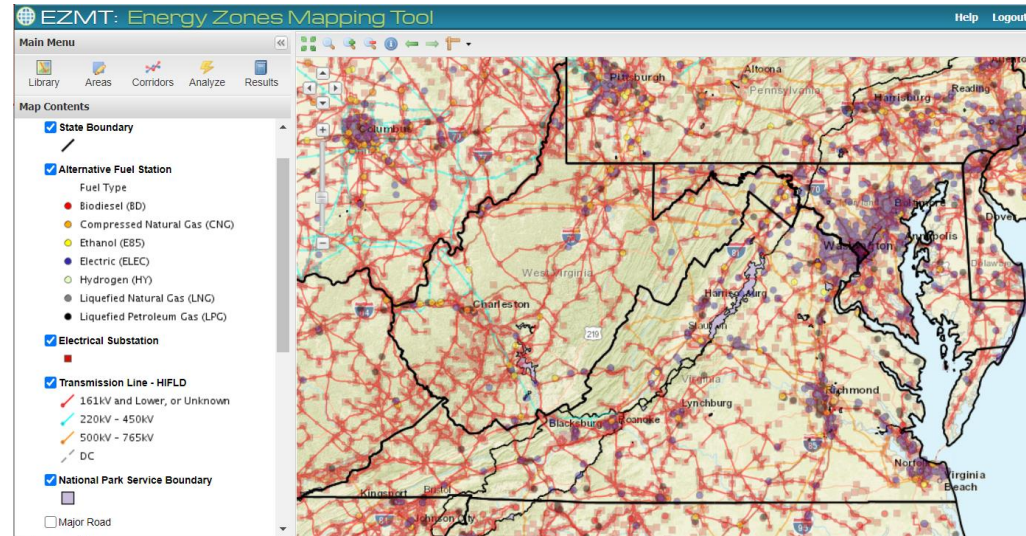 EZMT: Energy Zones Mapping Tool
Help Logout
Main Menu
Library Areas Corridors Analyze Results
Map Contents
State Boundary
Alternative Fuel Station
Fuel Type
Biodiesel (BD)
Compressed Natural Gas (CNG)
Ethanol (E85)
Electric (ELEC)
Hydrogen (HY)
Liquefied Natural Gas (LNG)
Liquefied Petroleum Gas (LPG)
Electrical Substation
Transmission Line - HIFLD
161kV and Lower, or Unknown
220kV - 450kV
500kV - 765kV
DC
National Park Service Boundary
Major Road
Pittsburgh
Altoona
Pennsylvania
Harrisburg
Reading
Columbus
70
Baltimore
Dover
Washington
Annapolis
Delaware
West Virginia
Harrisonburg
Charleston
219
Staunton
Virginia
Richmond
Lynchburg
Roanoke
Blacksburg
Norfolk
Virginia
Beach
Kingsport
Bristol
Johnson City
81
95